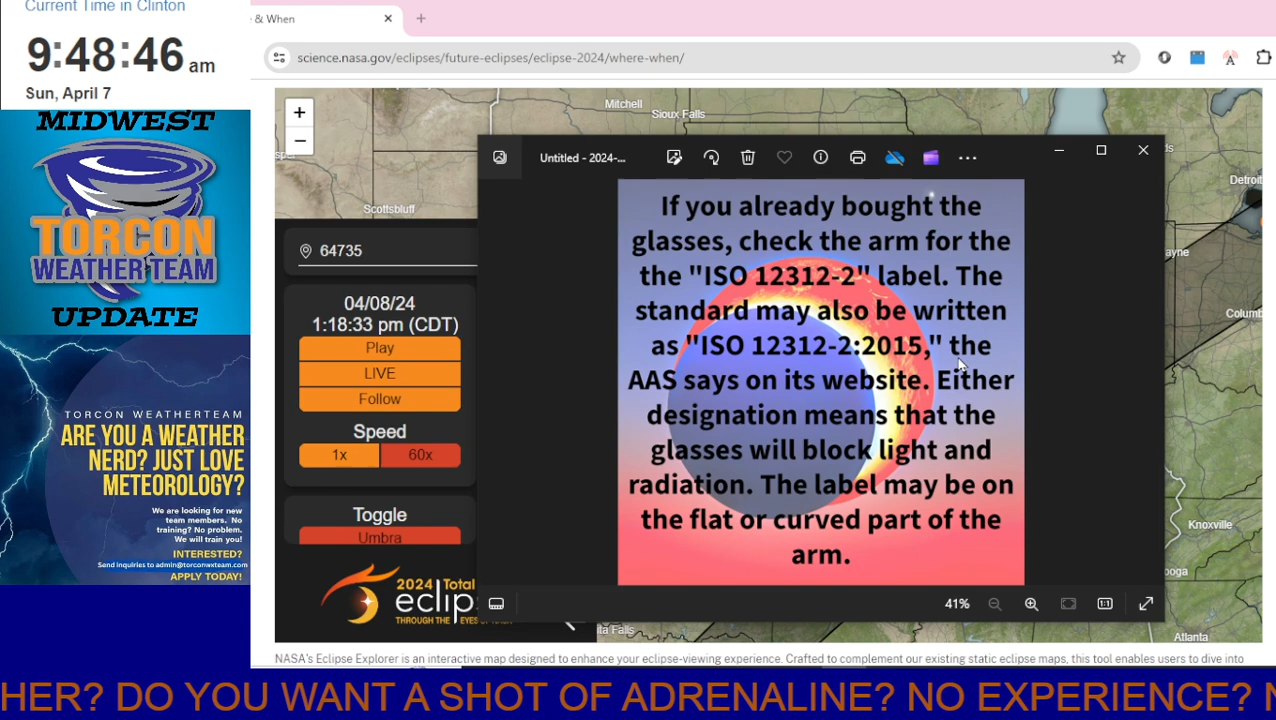 Current Time in Clinton
9:48:46 am
Sun, April 7
MIDWEST
TORCON
WEATHER TEAM
UPDATE
TORCON WEATHERTEAM
ARE YOU A WEATHER
NERD? JUST LOVE
METEOROLOGY?
We are looking for new
team members. No
training? No problem.
We will train you!
INTERESTED?
Send inquiries to admin@torconwxteam.com
APPLY TODAY!
& When
science.nasa.gov/eclipses/future-eclipses/eclipse-2024/where-when/
Mitchell
Sioux Falls
Scottsbluff
Detroit
ayne
Columb
Knoxville
ooga
Atlanta
ita Falls
64735
04/08/24
1:18:33 pm (CDT)
Play
LIVE
Follow
Speed
1x 60x
Toggle
Umbra
2024 Total
eclip
THROUGH THE EYES OF
Untitled - 2024-...
If you already bought the
glasses, check the arm for the
the "ISO 12312-2" label. The
standard may also be written
as "ISO 12312-2:2015," the
AAS says on its website. Either
designation means that the
glasses will block light and
radiation. The label may be on
the flat or curved part of the
arm.
41%
1:1
NASA's Eclipse Explorer is an interactive map designed to enhance your eclipse-viewing experience. Crafted to complement our existing static eclipse maps, this tool enables users to dive into
HER? DO YOU WANT A SHOT OF ADRENALINE? NO EXPERIENCE? N